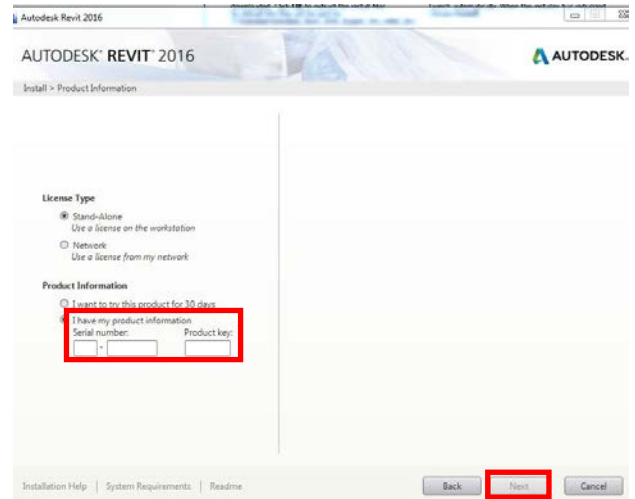 Autodesk Revit 2016
AUTODESK® REVIT® 2016
AUTODESK.
Install > Product Information
License Type
Stand-Alone
Use a license on the workstation
Network
Use a license from my network
Product Information
I want to try this product for 30 days
I have my product information
Serial number: Product key:
-
Installation Help | System Requirements | Readme
Back Next Cancel